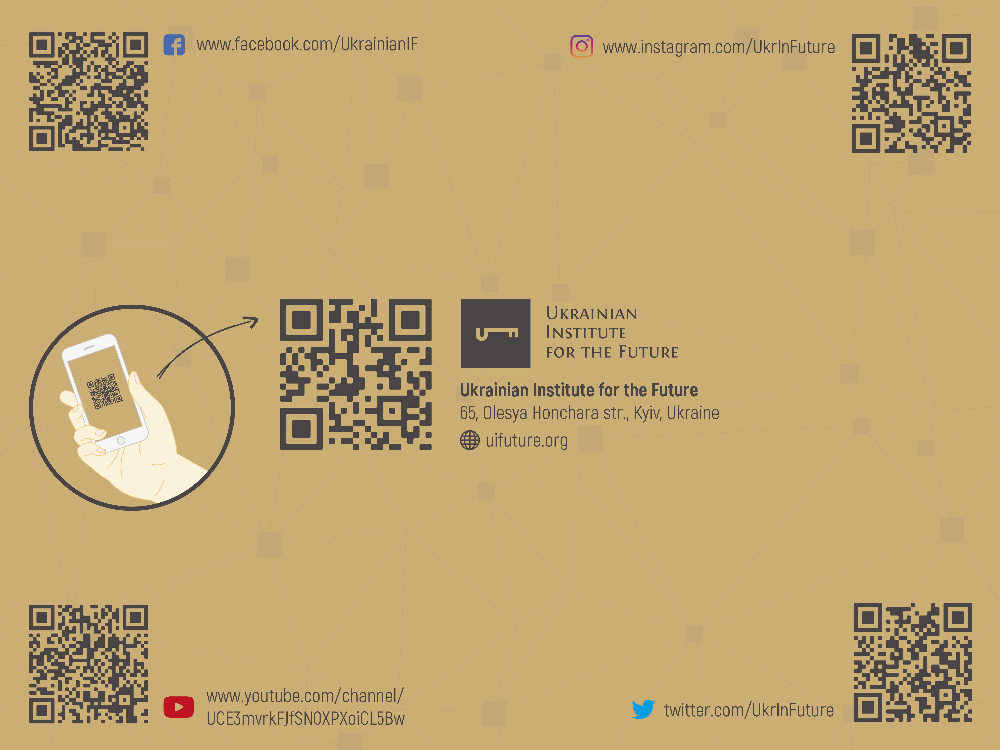 www.facebook.com/UkrainianIF
www.instagram.com/UkrInFuture
Ukrainian
Institute
for the Future
Ukrainian Institute for the Future
65, Olesya Honchara str., Kyiv, Ukraine
uifuture.org
www.youtube.com/channel/
UCE3mvrkFJfSN0XPXoiCL5Bw
twitter.com/UkrInFuture